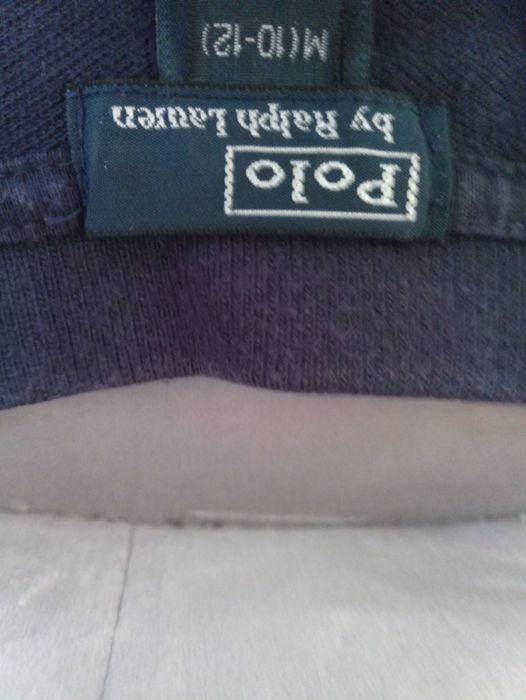 Polo
by Ralph Lauren
M (10-12)